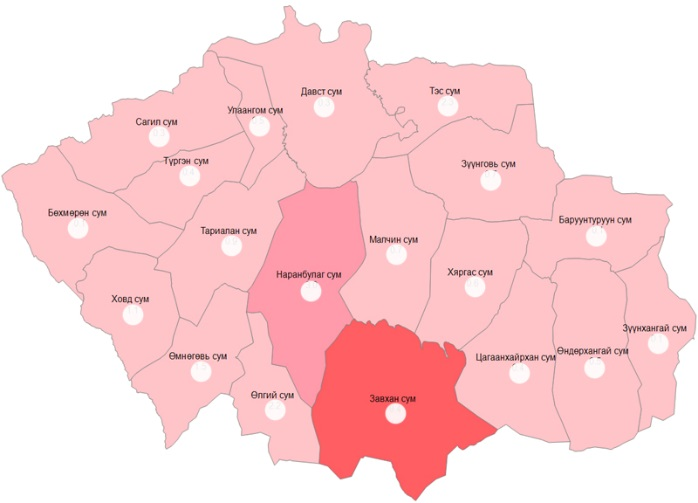 Давст сум
Тэс сум
Улаангом сум
Сагил сум
Түргэн сум
Зүүнговь сум
Бөхмөрөн сум
Баруунтуруун сум
Тариалан сум
Малчин сум
Наранбулаг сум
Хяргас сум
Ховд сум
Зүүнхангай сум
Өмнөговь сум
Цагаанхайрхан сум
Өндөрхангай сум
Өлгий сум
Завхан сум